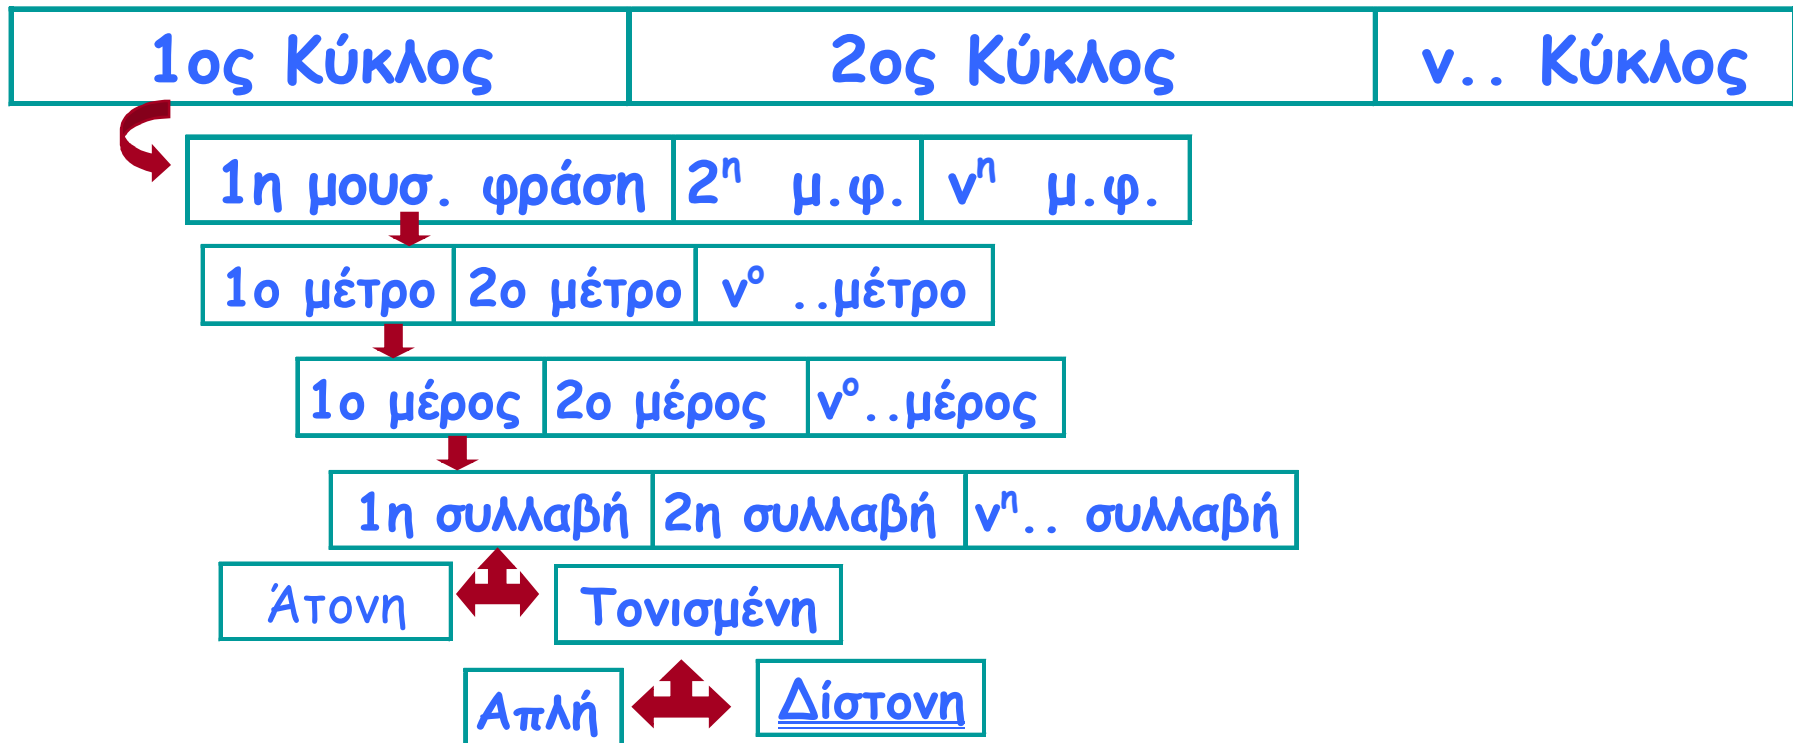 1ος Κύκλος 2ος Κύκλος ν.. Κύκλος
1η μουσ. φράση 2η μ.φ. νη μ.φ.
1ο μέτρο 2ο μέτρο νο ..μέτρο
1ο μέρος 2ο μέρος νο..μέρος
1η συλλαβή 2η συλλαβή νη.. συλλαβή
Άτονη Τονισμένη
Απλή Δίστονη